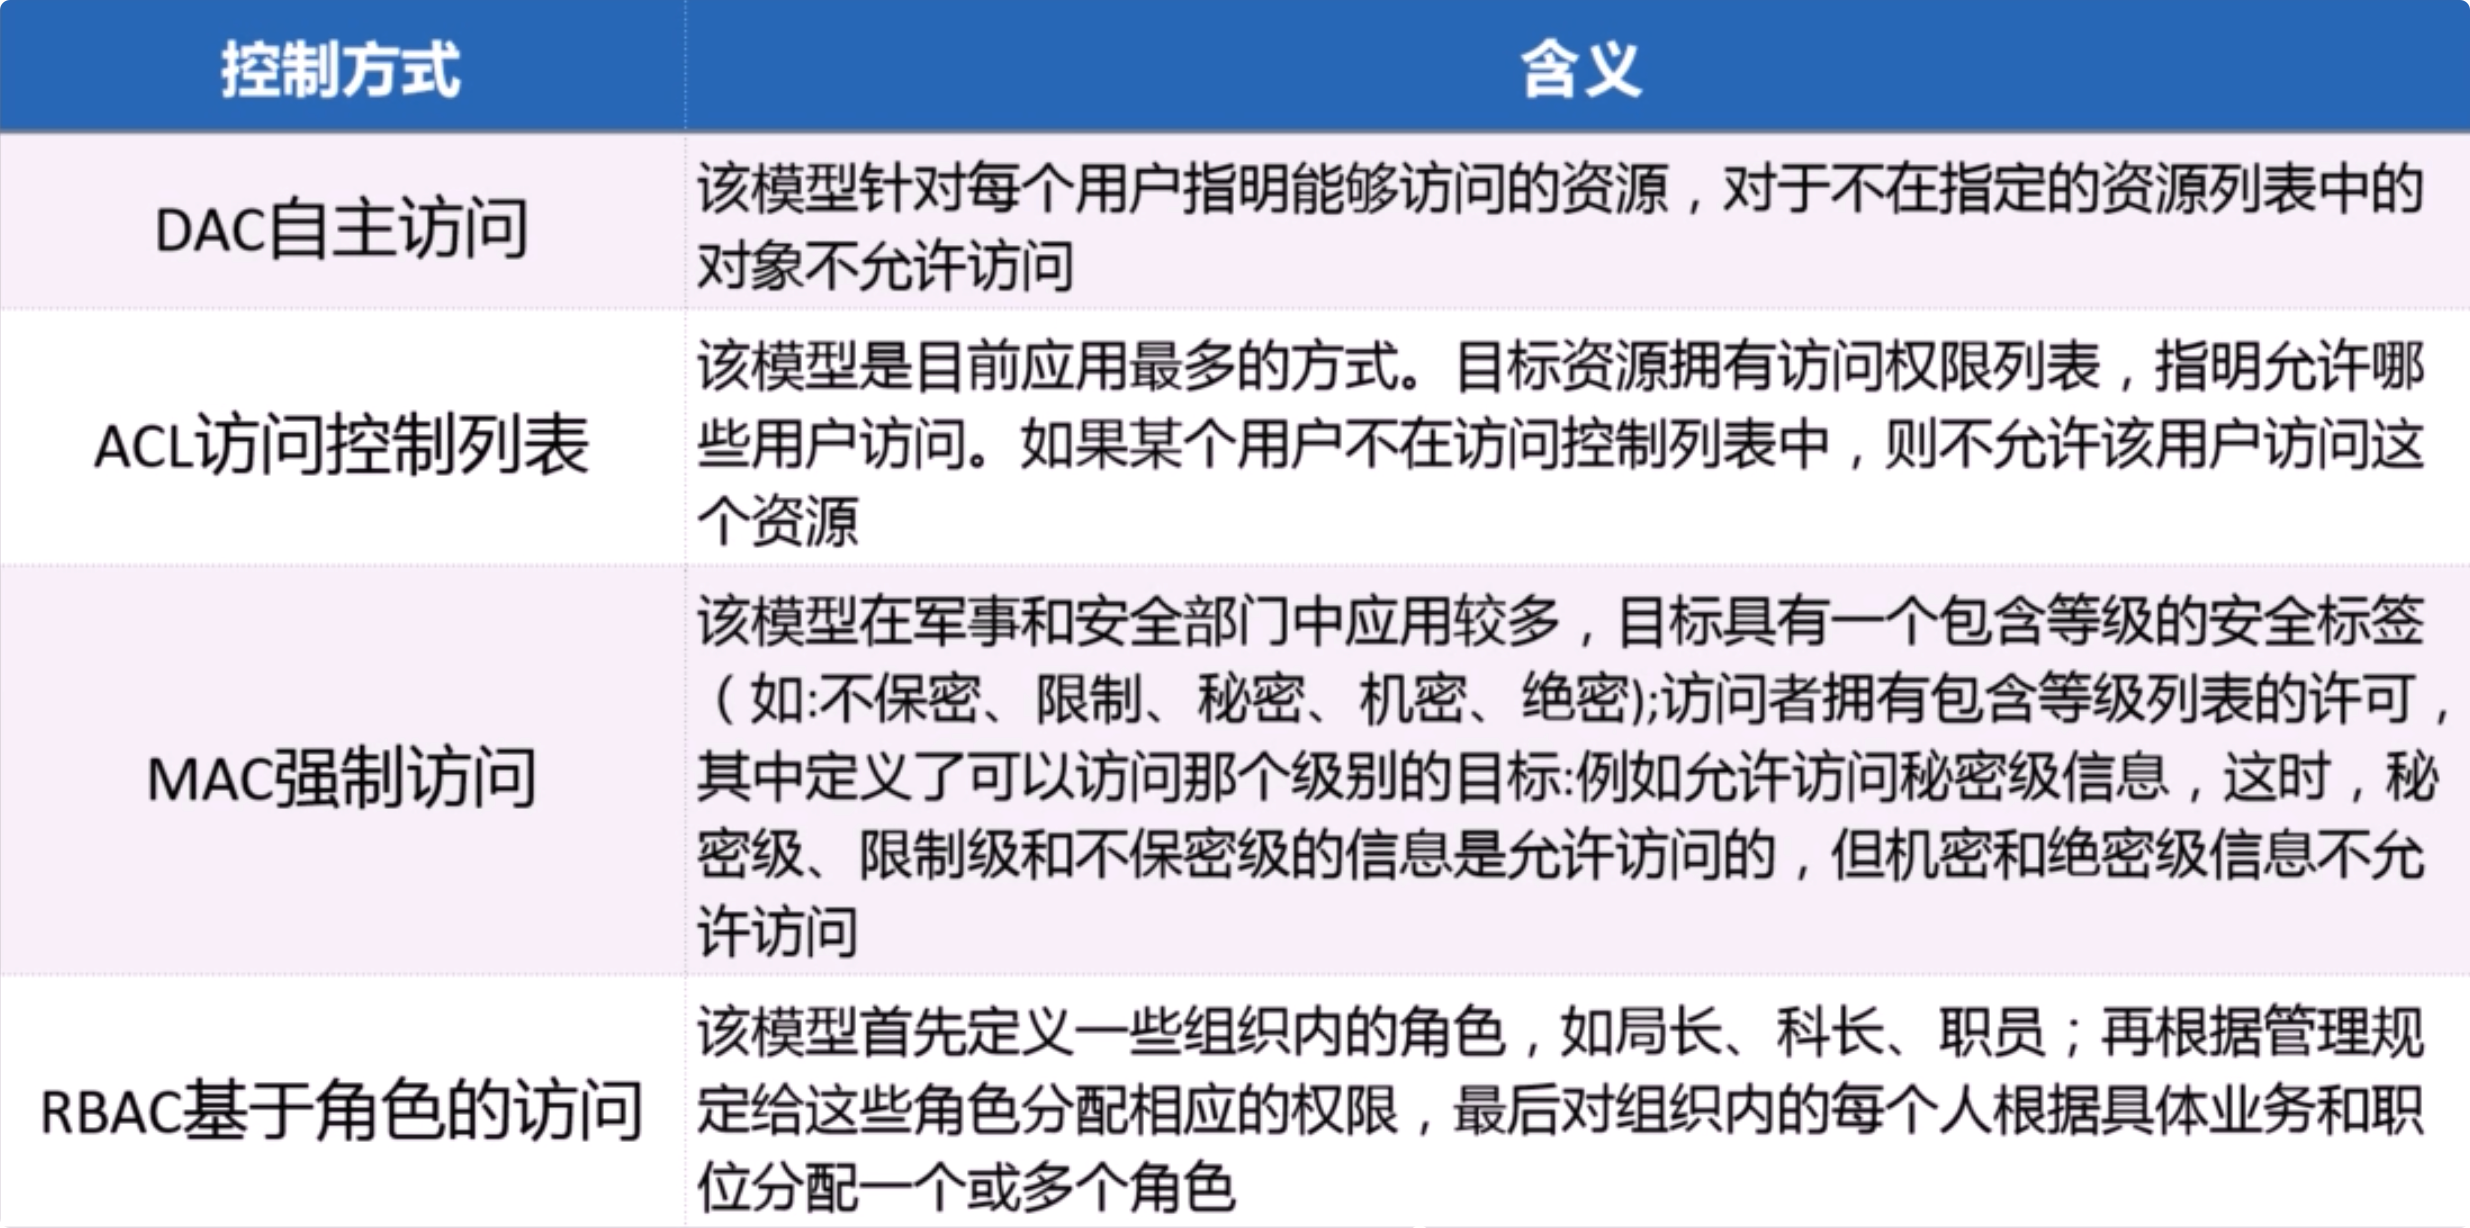 控制方式
含义
DAC自主访问
该模型针对每个用户指明能够访问的资源，对于不在指定的资源列表中的
对象不允许访问
ACL访问控制列表
该模型是目前应用最多的方式。目标资源拥有访问权限列表，指明允许哪
些用户访问。如果某个用户不在访问控制列表中，则不允许该用户访问这
个资源
MAC强制访问
该模型在军事和安全部门中应用较多，目标具有一个包含等级的安全标签
（如:不保密、限制、秘密、机密、绝密);访问者拥有包含等级列表的许可，
其中定义了可以访问那个级别的目标:例如允许访问秘密级信息，这时，秘
密级、限制级和不保密级的信息是允许访问的，但机密和绝密级信息不允
许访问
RBAC基于角色的访问
该模型首先定义一些组织内的角色，如局长、科长、职员；再根据管理规
定给这些角色分配相应的权限，最后对组织内的每个人根据具体业务和职
位分配一个或多个角色